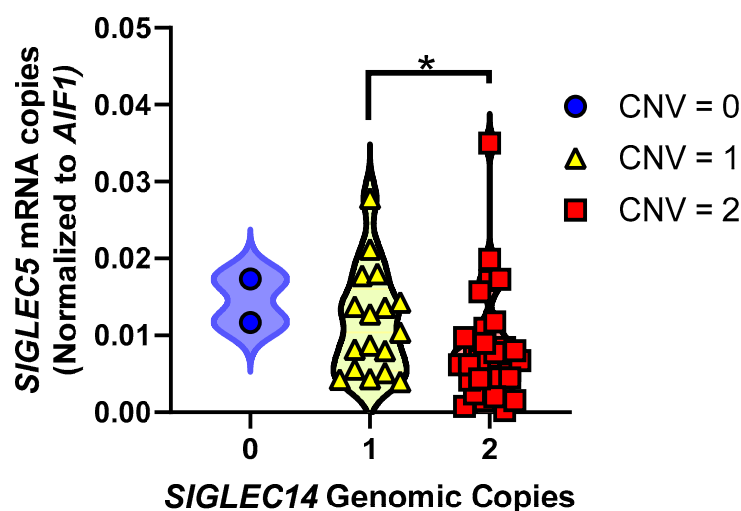 SIGLEC5 mRNA copies
(Normalized to AIF1)
0.05
0.04
0.03
0.02
0.01
0.00
*
CNV = 0
CNV = 1
CNV = 2
0 1 2
SIGLEC14 Genomic Copies